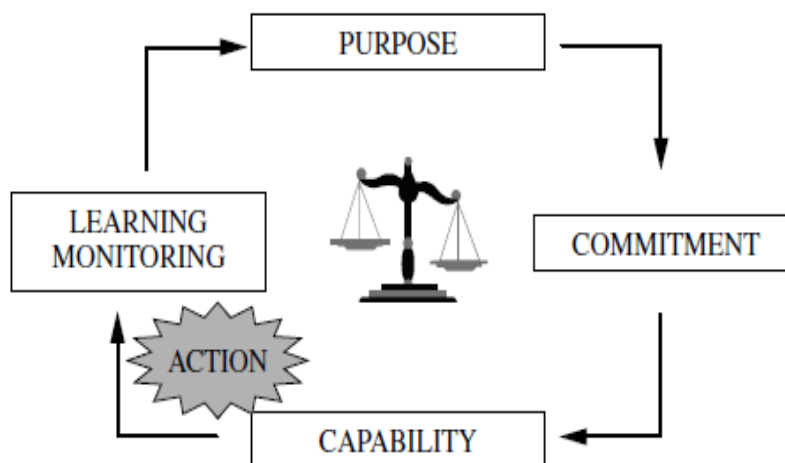 PURPOSE
LEARNING
MONITORING
COMMITMENT
ACTION
CAPABILITY